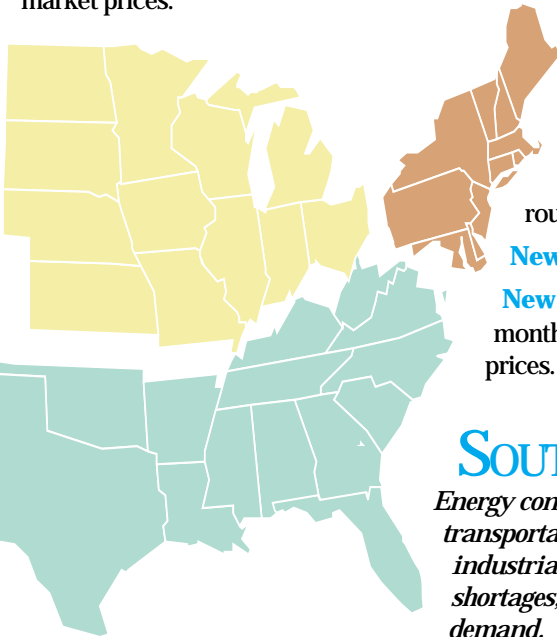 market prices.
rou
New
New
month
prices.
SOUT
Energy con
transporta
industria
shortages,
demand.